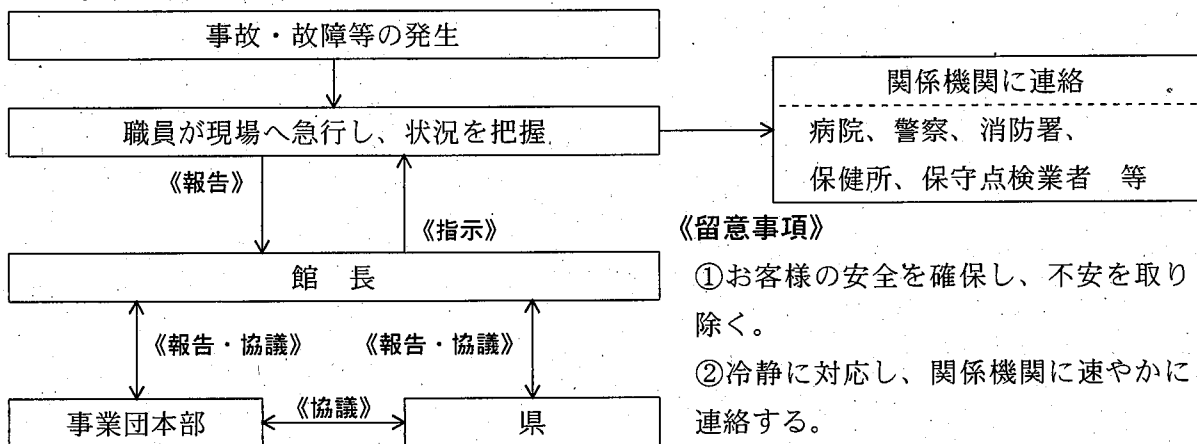 事故・故障等の発生
職員が現場へ急行し、状況を把握
関係機関に連絡
病院、警察、消防署、
保健所、保守点検業者　等
《報告》
《指示》
館　長
《報告・協議》
《報告・協議》
事業団本部
《協議》
県
《留意事項》
①お客様の安全を確保し、不安を取り
除く。
②冷静に対応し、関係機関に速やかに
連絡する。